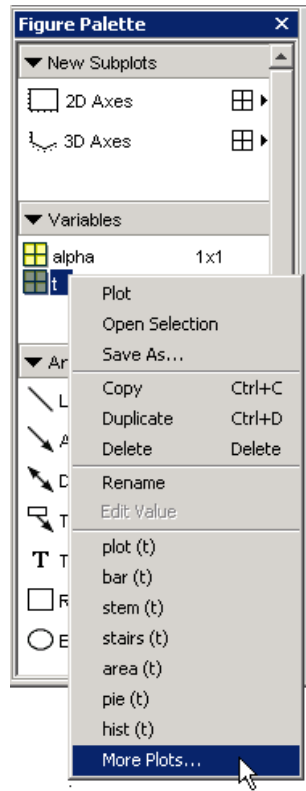 Figure Palette
New Subplots
2D Axes
3D Axes
Variables
alpha 1x1
t
Plot
Open Selection
Save As...
Copy Ctrl+C
Duplicate Ctrl+D
Delete Delete
Rename
Edit Value
plot (t)
bar (t)
stem (t)
stairs (t)
area (t)
pie (t)
hist (t)
More Plots...